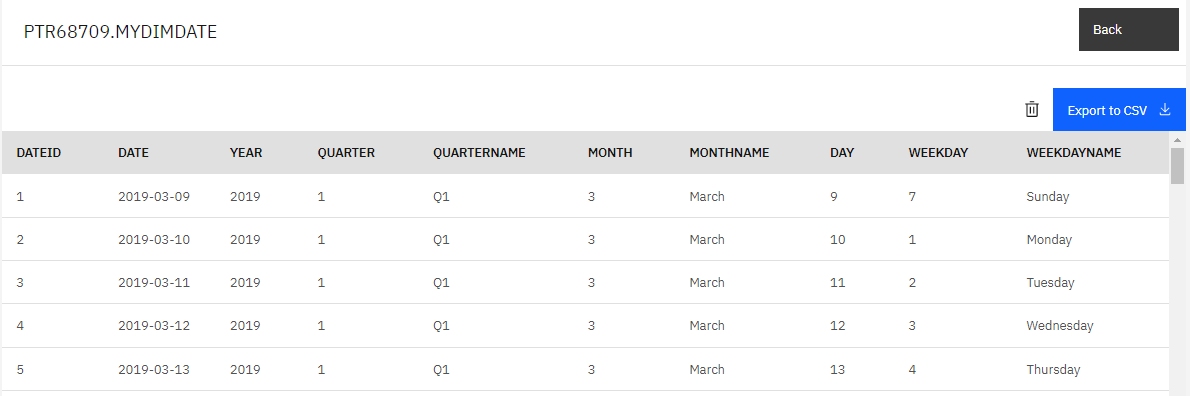 PTR68709.MYDIMDATE
Back
Export to CSV
DATEID DATE YEAR QUARTER QUARTERNAME MONTH MONTHNAME DAY WEEKDAY WEEKDAYNAME
1 2019-03-09 2019 1 Q1 3 March 9 7 Sunday
2 2019-03-10 2019 1 Q1 3 March 10 1 Monday
3 2019-03-11 2019 1 Q1 3 March 11 2 Tuesday
4 2019-03-12 2019 1 Q1 3 March 12 3 Wednesday
5 2019-03-13 2019 1 Q1 3 March 13 4 Thursday